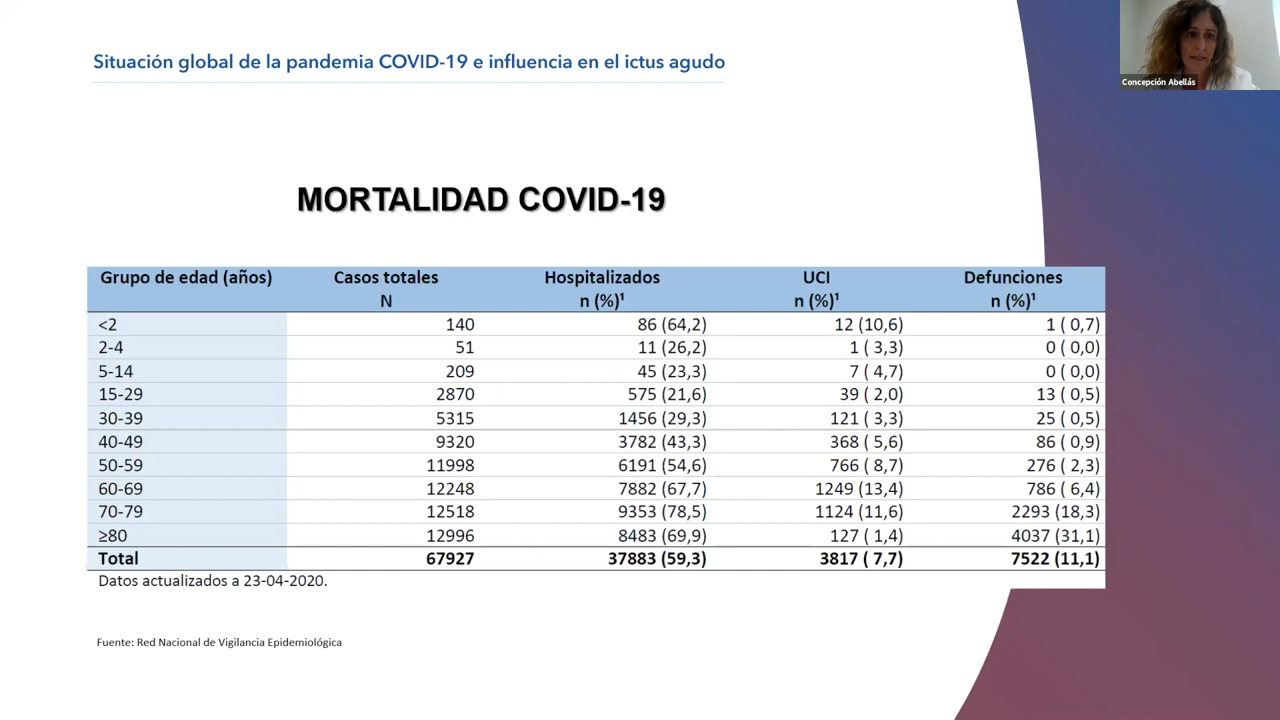 Situación global de la pandemia COVID-19 e influencia en el ictus agudo
Concepción Abellás
MORTALIDAD COVID-19
Grupo de edad (años) Casos totales Hospitalizados UCI Defunciones
N n (%)¹ n (%)¹ n (%)¹
<2 140 86 (64,2) 12 (10,6) 1 ( 0,7)
2-4 51 11 (26,2) 1 ( 3,3) 0 ( 0,0)
5-14 209 45 (23,3) 7 ( 4,7) 0 ( 0,0)
15-29 2870 575 (21,6) 39 ( 2,0) 13 ( 0,5)
30-39 5315 1456 (29,3) 121 ( 3,3) 25 ( 0,5)
40-49 9320 3782 (43,3) 368 ( 5,6) 86 ( 0,9)
50-59 11998 6191 (54,6) 766 ( 8,7) 276 ( 2,3)
60-69 12248 7882 (67,7) 1249 (13,4) 786 ( 6,4)
70-79 12518 9353 (78,5) 1124 (11,6) 2293 (18,3)
≥80 12996 8483 (69,9) 127 ( 1,4) 4037 (31,1)
Total 67927 37883 (59,3) 3817 ( 7,7) 7522 (11,1)
Datos actualizados a 23-04-2020.
Fuente: Red Nacional de Vigilancia Epidemiológica